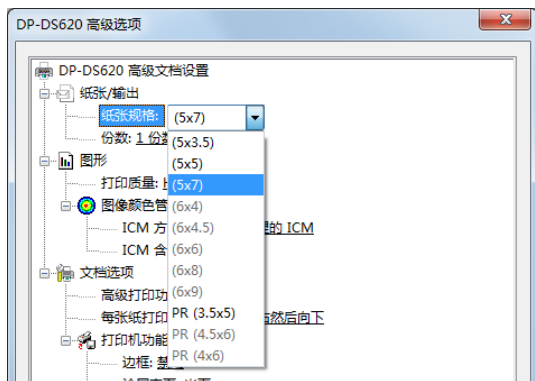 DP-DS620 高级选项
DP-DS620 高级文档设置
纸张/输出
纸张规格: (5x7)
份数: 1 份
(5x3.5)
(5x5)
图形
打印质量:
(5x7)
图像颜色管
(6x4)
ICM 方
(6x4.5)
的 ICM
ICM 含
(6x6)
文档选项
(6x8)
高级打印功
(6x9)
每张纸打印
PR (3.5x5)
然后向下
打印机功能
PR (4.5x6)
边框:
PR (4x6)